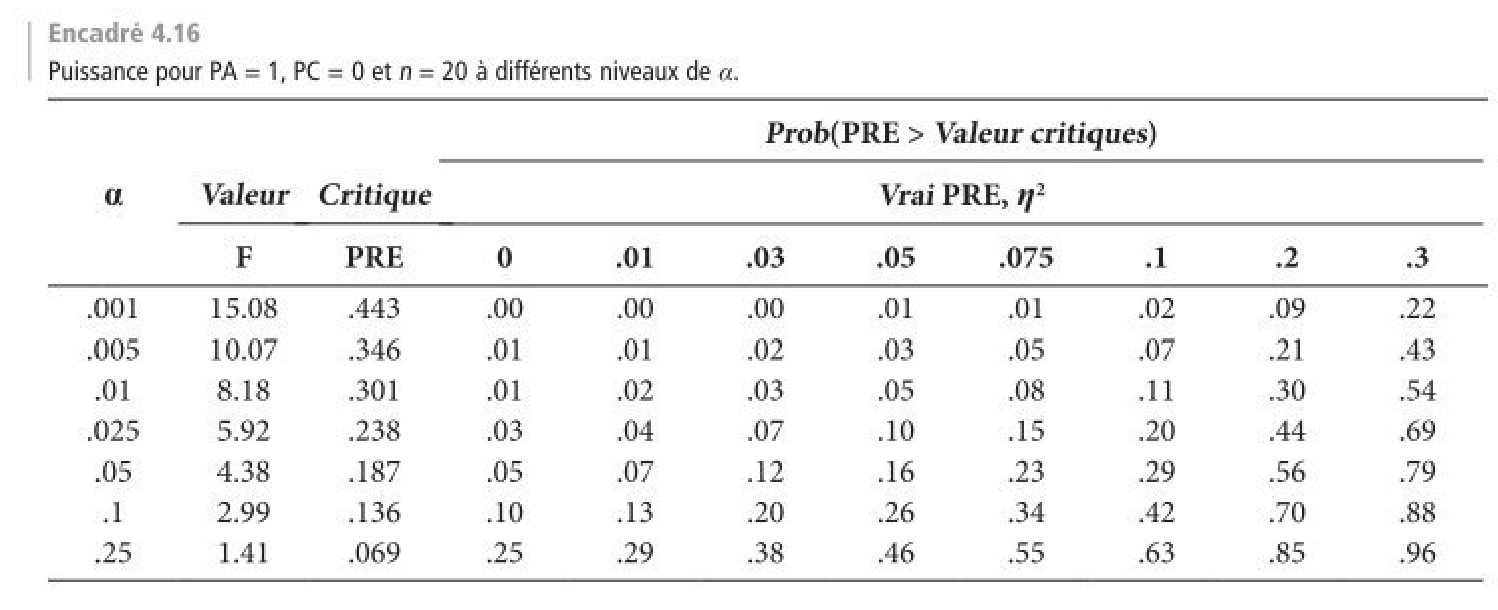 Encadré 4.16
Puissance pour PA = 1, PC = 0 et n = 20 à différents niveaux de α.
Prob(PRE > Valeur critiques)
α Valeur Critique Vrai PRE, η²
F PRE 0 .01 .03 .05 .075 .1 .2 .3
.001 15.08 .443 .00 .00 .00 .01 .01 .02 .09 .22
.005 10.07 .346 .01 .01 .02 .03 .05 .07 .21 .43
.01 8.18 .301 .01 .02 .03 .05 .08 .11 .30 .54
.025 5.92 .238 .03 .04 .07 .10 .15 .20 .44 .69
.05 4.38 .187 .05 .07 .12 .16 .23 .29 .56 .79
.1 2.99 .136 .10 .13 .20 .26 .34 .42 .70 .88
.25 1.41 .069 .25 .29 .38 .46 .55 .63 .85 .96